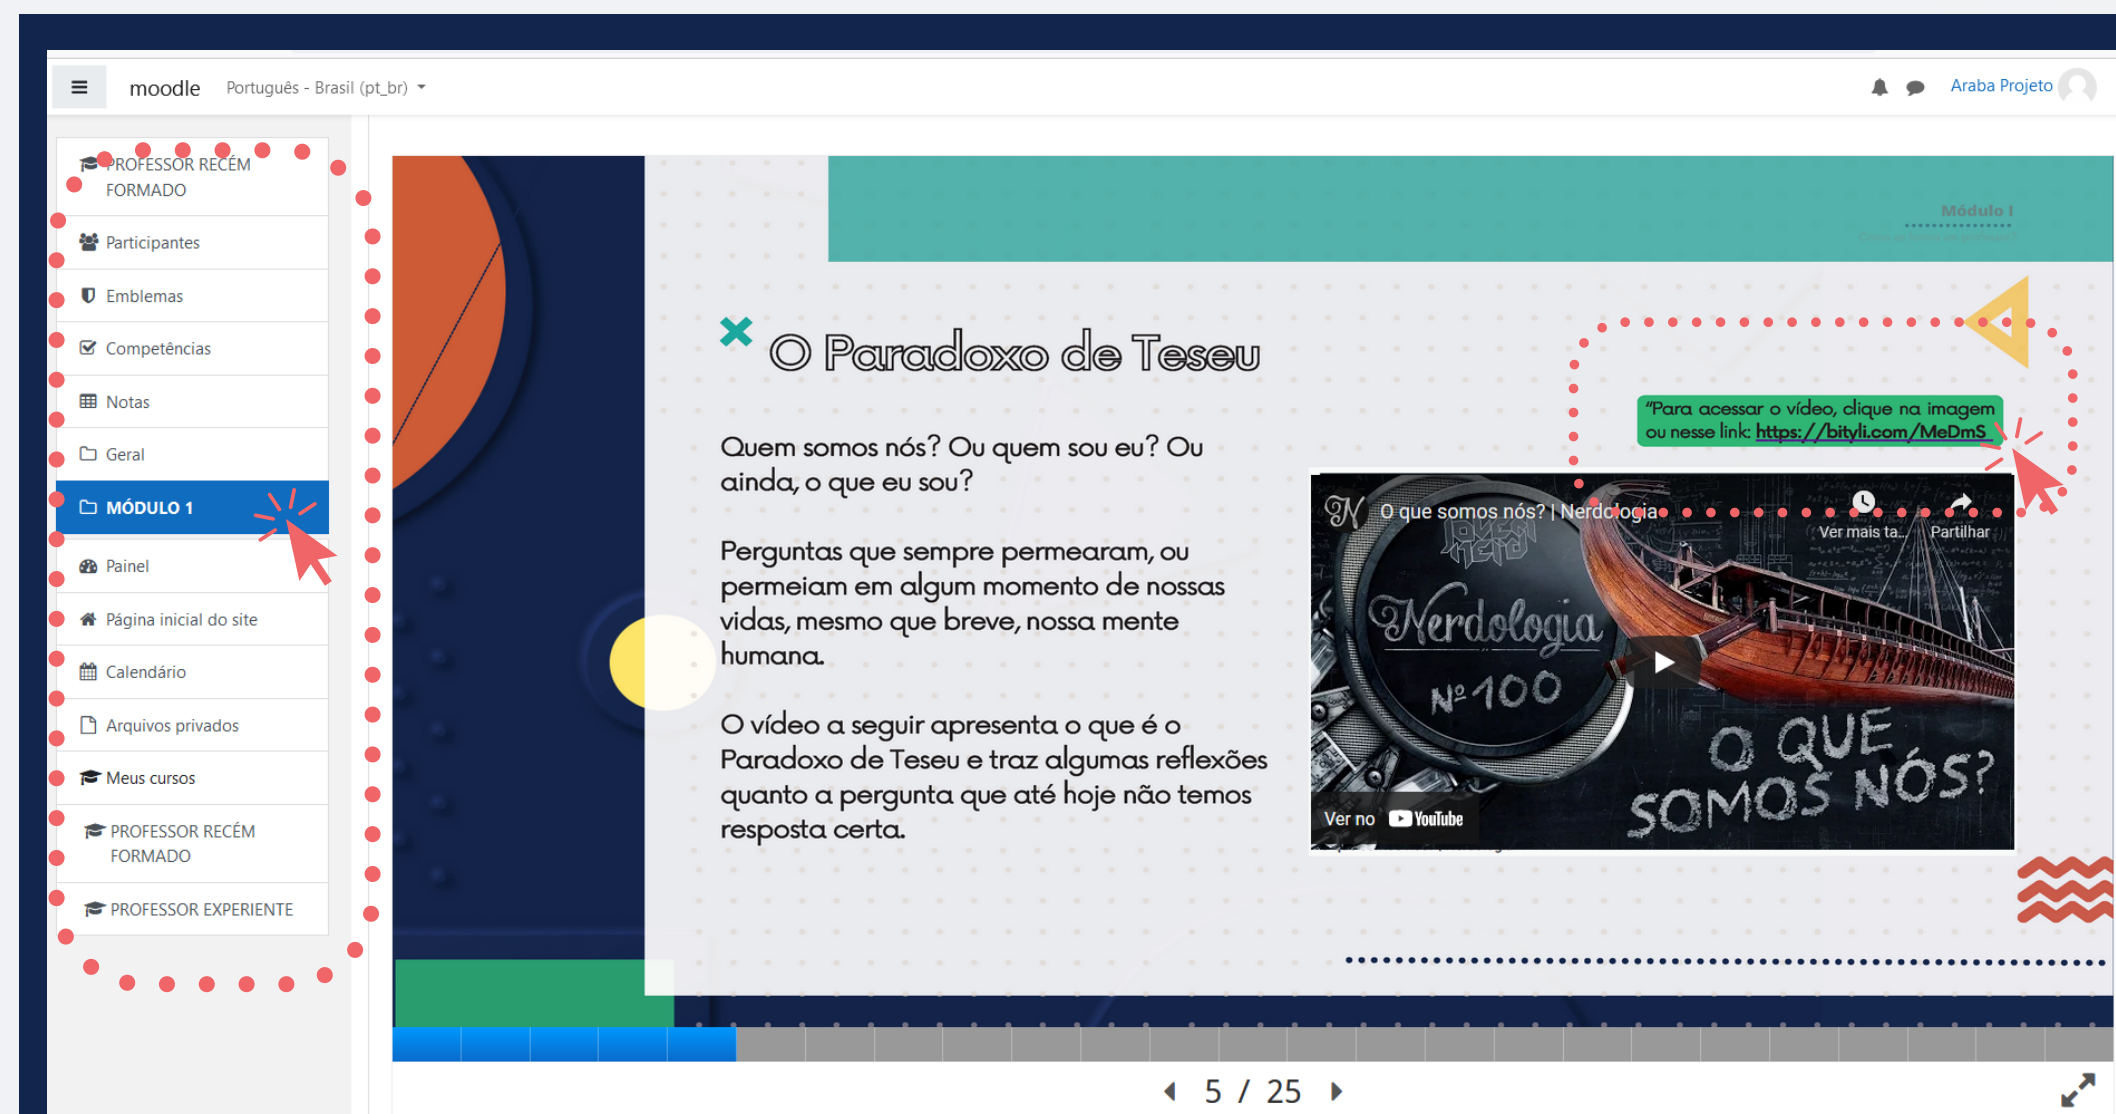 moodle
Português - Brasil (pt_br)
Araba Projeto
PROFESSOR RECÉM
FORMADO
Participantes
Emblemas
Competências
Notas
Geral
MÓDULO 1
Painel
Página inicial do site
Calendário
Arquivos privados
Meus cursos
PROFESSOR RECÉM
FORMADO
PROFESSOR EXPERIENTE
Módulo I
O Paradoxo de Teseu
Quem somos nós? Ou quem sou eu? Ou
ainda, o que eu sou?
Perguntas que sempre permearam, ou
permeiam em algum momento de nossas
vidas, mesmo que breve, nossa mente
humana.
O vídeo a seguir apresenta o que é o
Paradoxo de Teseu e traz algumas reflexões
quanto a pergunta que até hoje não temos
resposta certa.
"Para acessar o vídeo, clique na imagem
ou nesse link: https://bityli.com/MeDmS
O que somos nós? | Nerdologia
Ver mais ta...
Partilhar
JOVEM
NERD
Nerdologia
Nº 100
O QUE
SOMOS NÓS?
Ver no YouTube
5 / 25